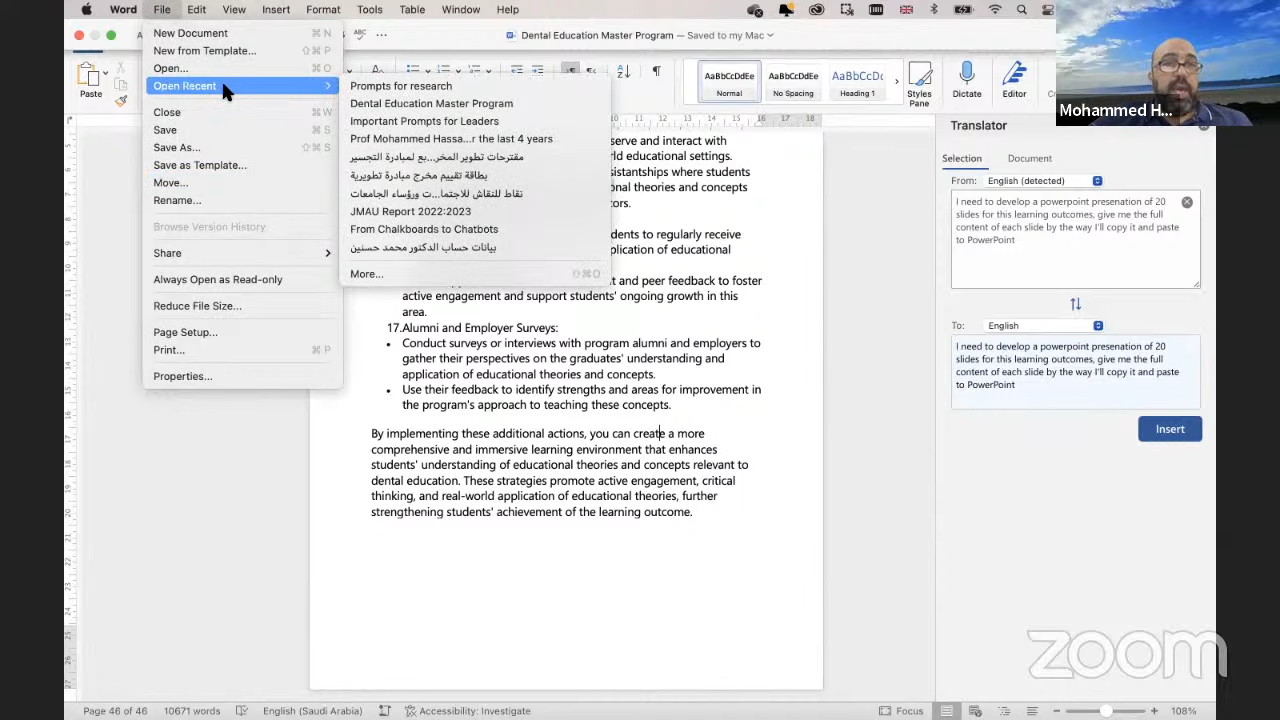 Word File Edit View Insert Format Tools Table Window Help
Dental Education Master Program — Saved to my Mac
New Document ⌘ N
New from Template... ⇧⌘ P
Open... ⌘ O
Open Recent
Close ⌘ W
Save ⌘ S
Save As... ⇧⌘ S
Save as Template...
Move...
Rename...
Browse Version History
Share
Always Open as Read-only
Reduce File Size...
Page Setup...
Print... ⌘ P
Properties...
Prompts for research
Dental Education Master Program
Important Prompts for Leaders
Prof Mohammed Hassa...r the last 4 years
مقترحات تطوير المخر...بع لمبادرة التجسير
بطاقة تقييم مخرج مبادرة تطويرية
نقاط للنقاش للاجتما...ت ورؤساء الجامعات
JMAU Report 2022:2023
From Chalkboards to Chatbots
بيانات حساب الدكتور محمد حسنين
More... ⇧⌘O
Paste
AaBbCcDdEe AaBbCcDdEe AaBbCcDc
Normal No Spacing Heading 1
Styles Pane
Dictate
Editor
Mohammed H...
10 11 12 13 14 15 16 17 18
serve and interact with
ld educational settings.
sistantships where students
nal theories and concepts
tors.
dents to regularly receive
plication of educational
t and peer feedback to foster
active engagement and support students' ongoing growth in this
area.
17.Alumni and Employer Surveys:
• Conduct surveys or interviews with program alumni and employers to
gather their perspectives on the graduates' understanding and
application of educational theories and concepts.
• Use their feedback to identify strengths and areas for improvement in
the program's approach to teaching these concepts.
By implementing these additional actions, you can create a more
comprehensive and immersive learning environment that enhances
students' understanding of educational theories and concepts relevant to
dental education. These strategies promote active engagement, critical
thinking, and real-world application of educational theories, further
strengthening students' achievement of the learning outcome.
Translator
Selection Document
From: English (detected)
I need to develop a powerpoint presenation of 20
slides for this learning outcomes, give me the full
content of each slide by the way I'll copy it and paste
to PowerPoint
To: English
I need to develop a powerpoint presenation of 20
slides for this learning outcomes, give me the full
content of each slide by the way I'll copy it and paste
to PowerPoint
Insert
zoom
Page 46 of 46 10671 words English (Saudi Arabia) Accessibility: Investigate Focus 108%